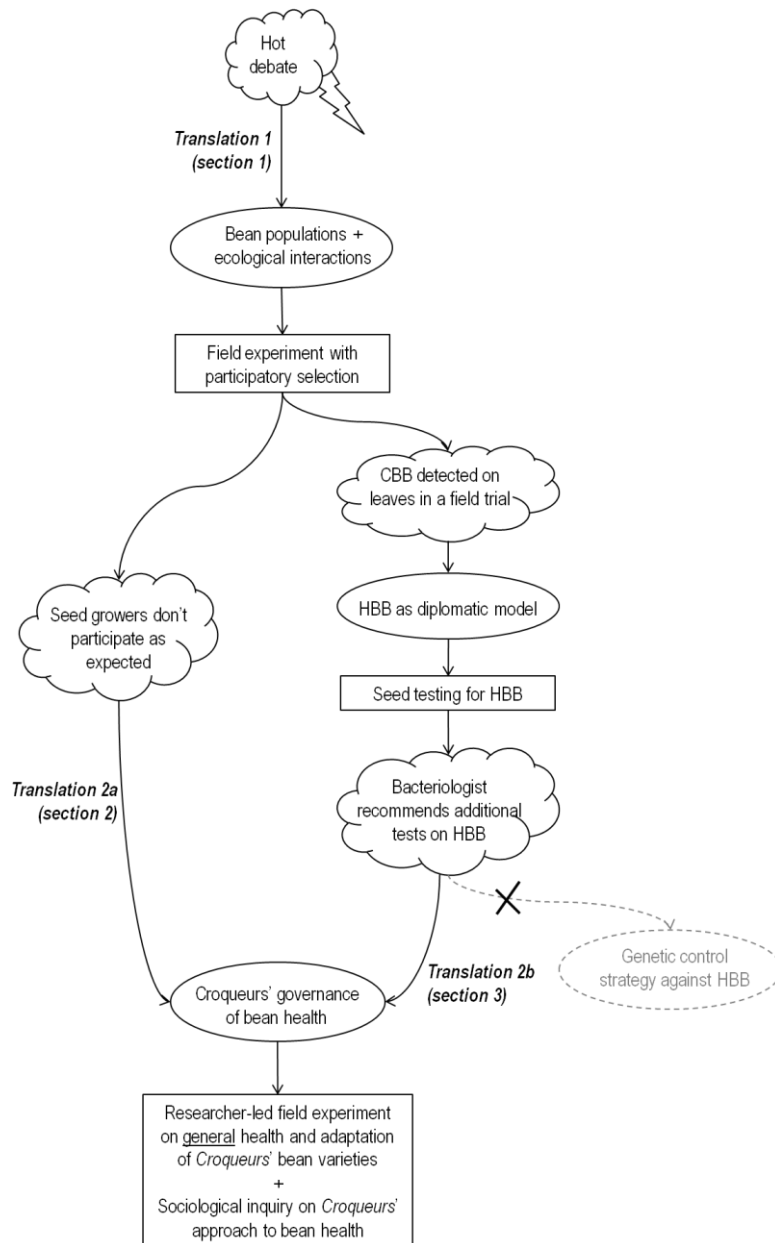 Hot
debate
Translation 1
(section 1)
Bean populations +
ecological interactions
Field experiment with
participatory selection
CBB detected on
leaves in a field trial
HBB as diplomatic model
Seed growers don't
participate as
expected
Seed testing for HBB
Translation 2a
(section 2)
Bacteriologist
recommends additional
tests on HBB
Genetic control
strategy against HBB
Translation 2b
(section 3)
Croqueurs' governance
of bean health
Researcher-led field experiment
on general health and adaptation
of Croqueurs' bean varieties
+
Sociological inquiry on Croqueurs'
approach to bean health